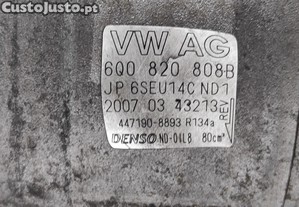 CustoJusto.pt
VW AG
6Q0 820 808B
JP 6SEU14C ND1
2007 03 43213
REV
447190-8893 R134a
DENSO ND-OIL8 80cm³